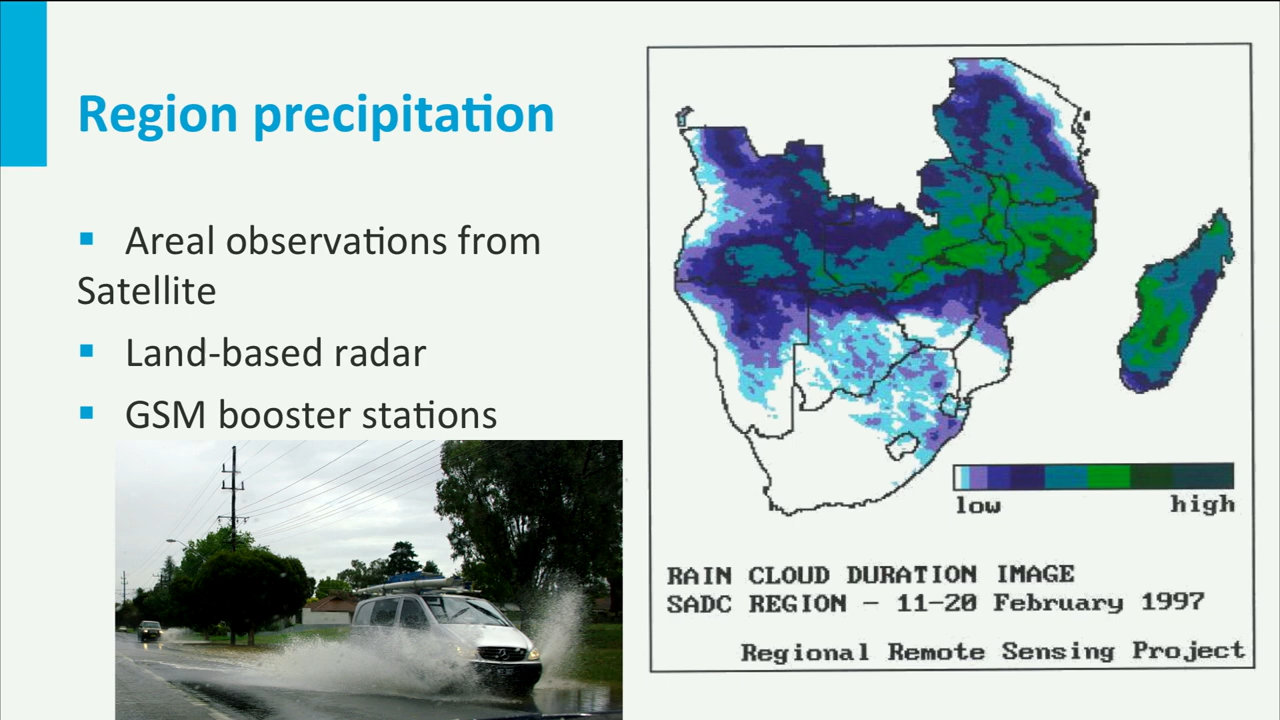 Region precipitation
▪ Areal observations from
Satellite
▪ Land-based radar
▪ GSM booster stations
low high
RAIN CLOUD DURATION IMAGE
SADC REGION – 11–20 February 1997
Regional Remote Sensing Project